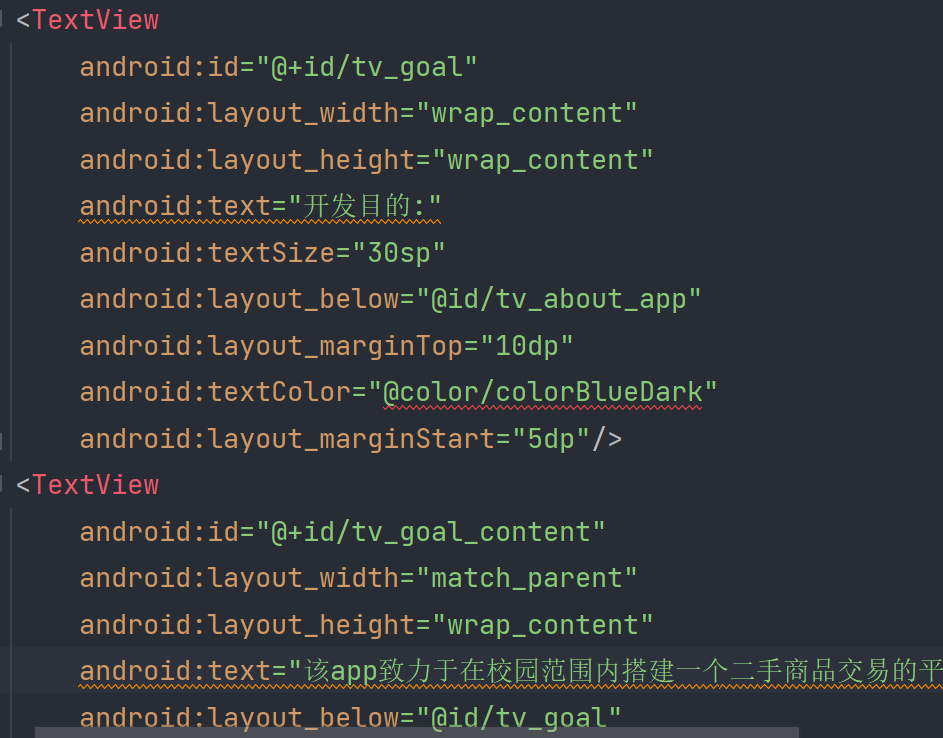 <TextView
android:id="@+id/tv_goal"
android:layout_width="wrap_content"
android:layout_height="wrap_content"
android:text="开发目的:"
android:textSize="30sp"
android:layout_below="@id/tv_about_app"
android:layout_marginTop="10dp"
android:textColor="@color/colorBlueDark"
android:layout_marginStart="5dp"/>
<TextView
android:id="@+id/tv_goal_content"
android:layout_width="match_parent"
android:layout_height="wrap_content"
android:text="该app致力于在校园范围内搭建一个二手商品交易的平
android:layout_below="@id/tv_goal"